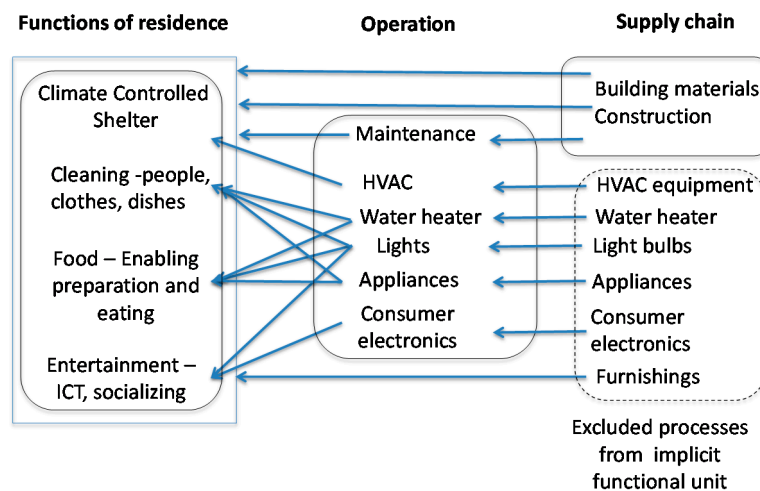 Functions of residence
Operation
Supply chain
Climate Controlled
Shelter
Cleaning -people,
clothes, dishes
Food – Enabling
preparation and
eating
Entertainment –
ICT, socializing
Maintenance
HVAC
Water heater
Lights
Appliances
Consumer
electronics
Building materials
Construction
HVAC equipment
Water heater
Light bulbs
Appliances
Consumer
electronics
Furnishings
Excluded processes
from implicit
functional unit